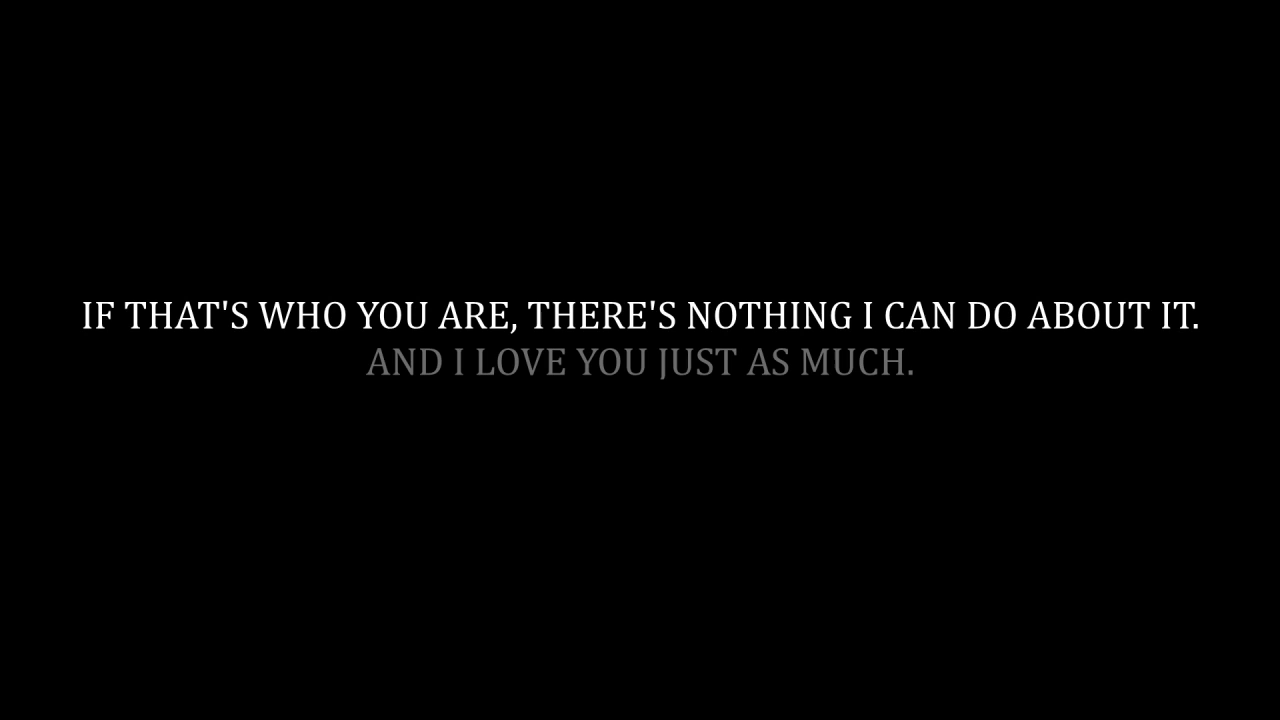 IF THAT'S WHO YOU ARE, THERE'S NOTHING I CAN DO ABOUT IT.
AND I LOVE YOU JUST AS MUCH.